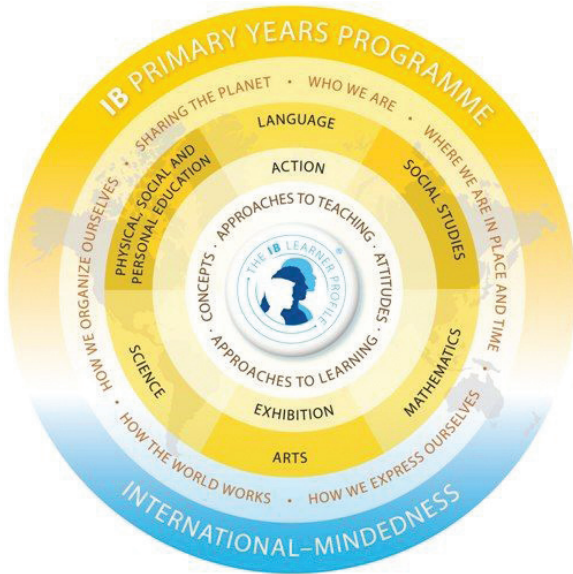 IB PRIMARY YEARS PROGRAMME
SHARING THE PLANET · WHO WE ARE · WHERE WE ARE IN PLACE AND TIME · HOW WE EXPRESS OURSELVES · HOW THE WORLD WORKS · HOW WE ORGANIZE OURSELVES ·
LANGUAGE
SOCIAL STUDIES
MATHEMATICS
ARTS
SCIENCE
PHYSICAL, SOCIAL AND
PERSONAL EDUCATION
ACTION
EXHIBITION
APPROACHES TO TEACHING · ATTITUDES · APPROACHES TO LEARNING · CONCEPTS ·
THE IB LEARNER PROFILE
®
INTERNATIONAL–MINDEDNESS